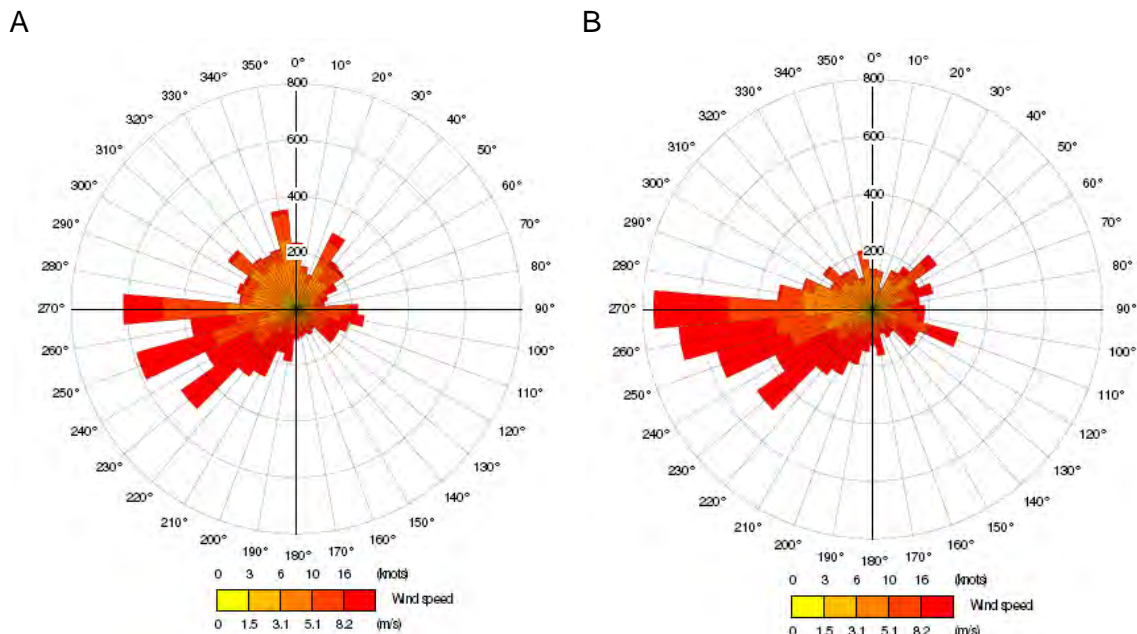 A
0°
350° 10°
340° 800 20°
330° 30°
320° 40°
600
310° 50°
300° 400 60°
290° 70°
200
280° 80°
270° 90°
260° 100°
250° 110°
240° 120°
230° 130°
220° 140°
210° 150°
200° 160°
190° 180° 170°
0 3 6 10 16 (knots)
Wind speed
0 1.5 3.1 5.1 8.2 (m/s)
B
0°
350° 10°
340° 800 20°
330° 30°
320° 40°
600
310° 50°
300° 400 60°
290° 70°
200
280° 80°
270° 90°
260° 100°
250° 110°
240° 120°
230° 130°
220° 140°
210° 150°
200° 160°
190° 180° 170°
0 3 6 10 16 (knots)
Wind speed
0 1.5 3.1 5.1 8.2 (m/s)